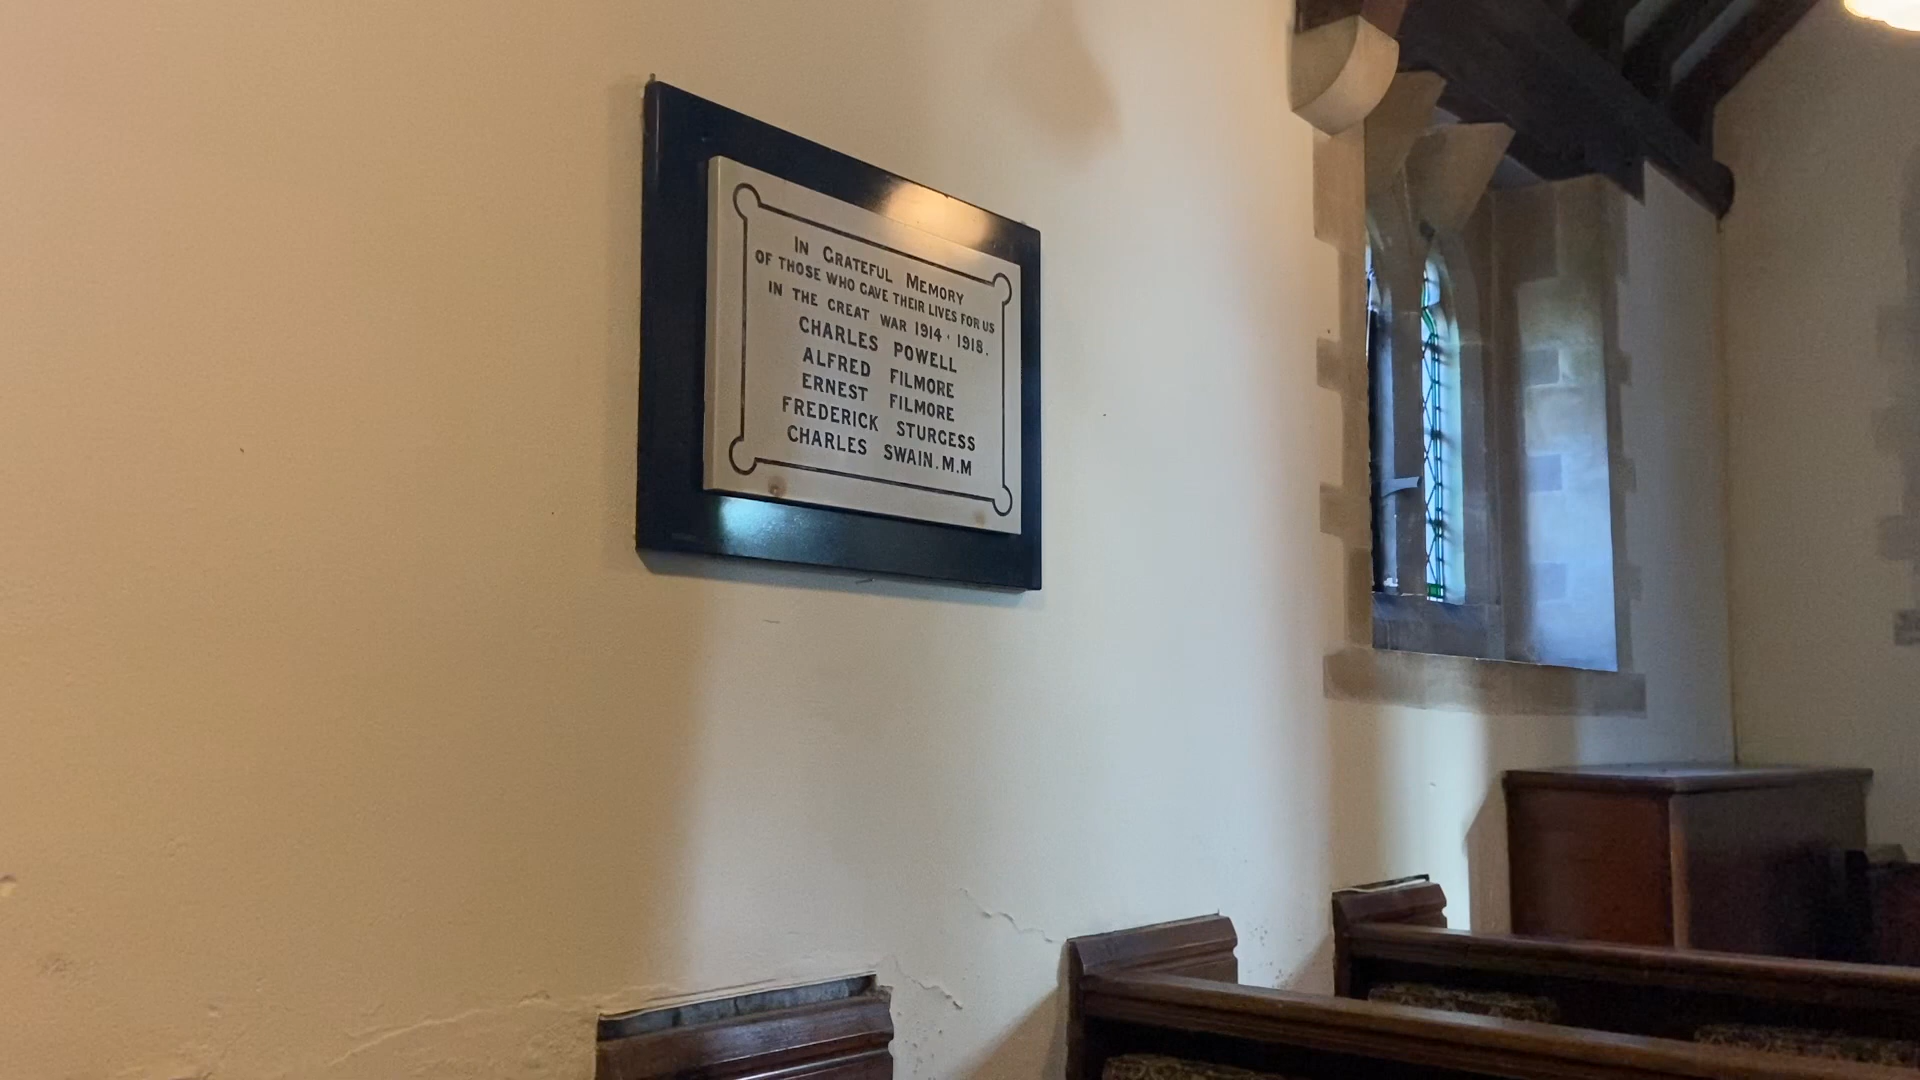 IN GRATEFUL MEMORY
OF THOSE WHO GAVE THEIR LIVES FOR US
IN THE GREAT WAR 1914 · 1918.
CHARLES POWELL
ALFRED FILMORE
ERNEST FILMORE
FREDERICK STURGESS
CHARLES SWAIN. M.M